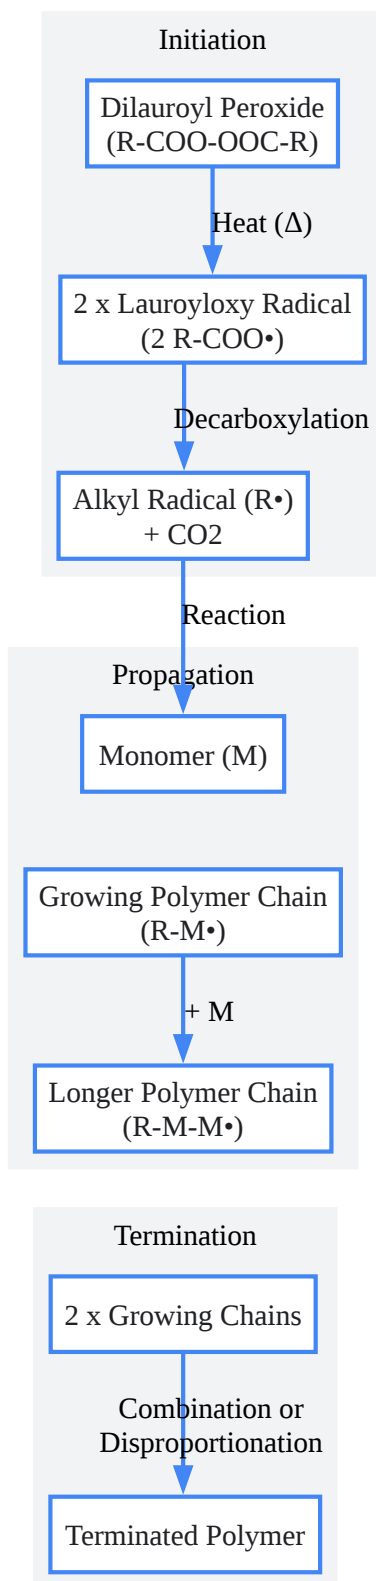 Initiation
Dilauroyl Peroxide
(R-COO-OOC-R)
Heat (Δ)
2 x Lauroyloxy Radical
(2 R-COO•)
Decarboxylation
Alkyl Radical (R•)
+ CO2
Reaction
Propagation
Monomer (M)
Growing Polymer Chain
(R-M•)
+ M
Longer Polymer Chain
(R-M-M•)
Termination
2 x Growing Chains
Combination or
Disproportionation
Terminated Polymer